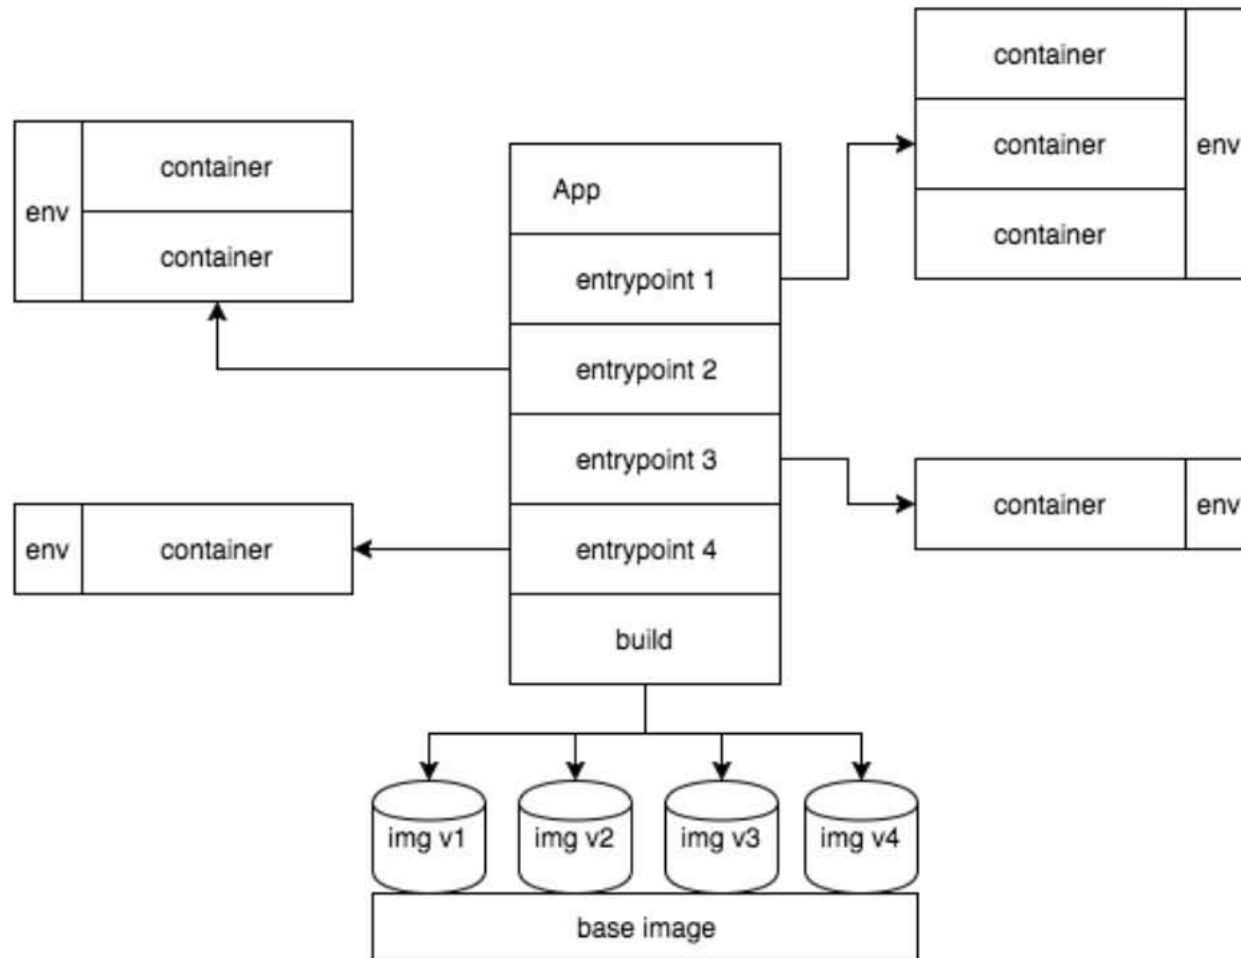 container
container
env
container
container
env
container
App
container
entrypoint 1
entrypoint 2
entrypoint 3
container
env
env
container
entrypoint 4
build
img v1
img v2
img v3
img v4
base image